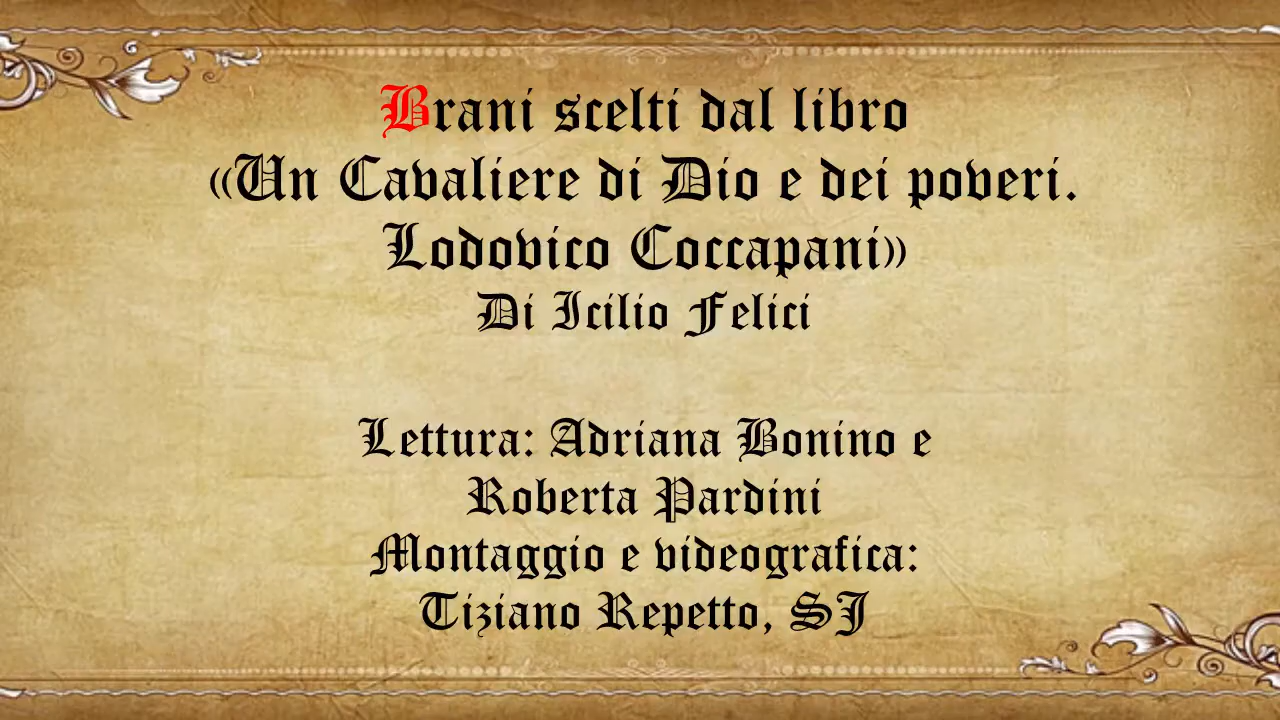 Brani scelti dal libro
«Un Cavaliere di Dio e dei poveri.
Lodovico Coccapani»
Di Icilio Felici
Lettura: Adriana Bonino e
Roberta Pardini
Montaggio e videografica:
Tiziano Repetto, SJ